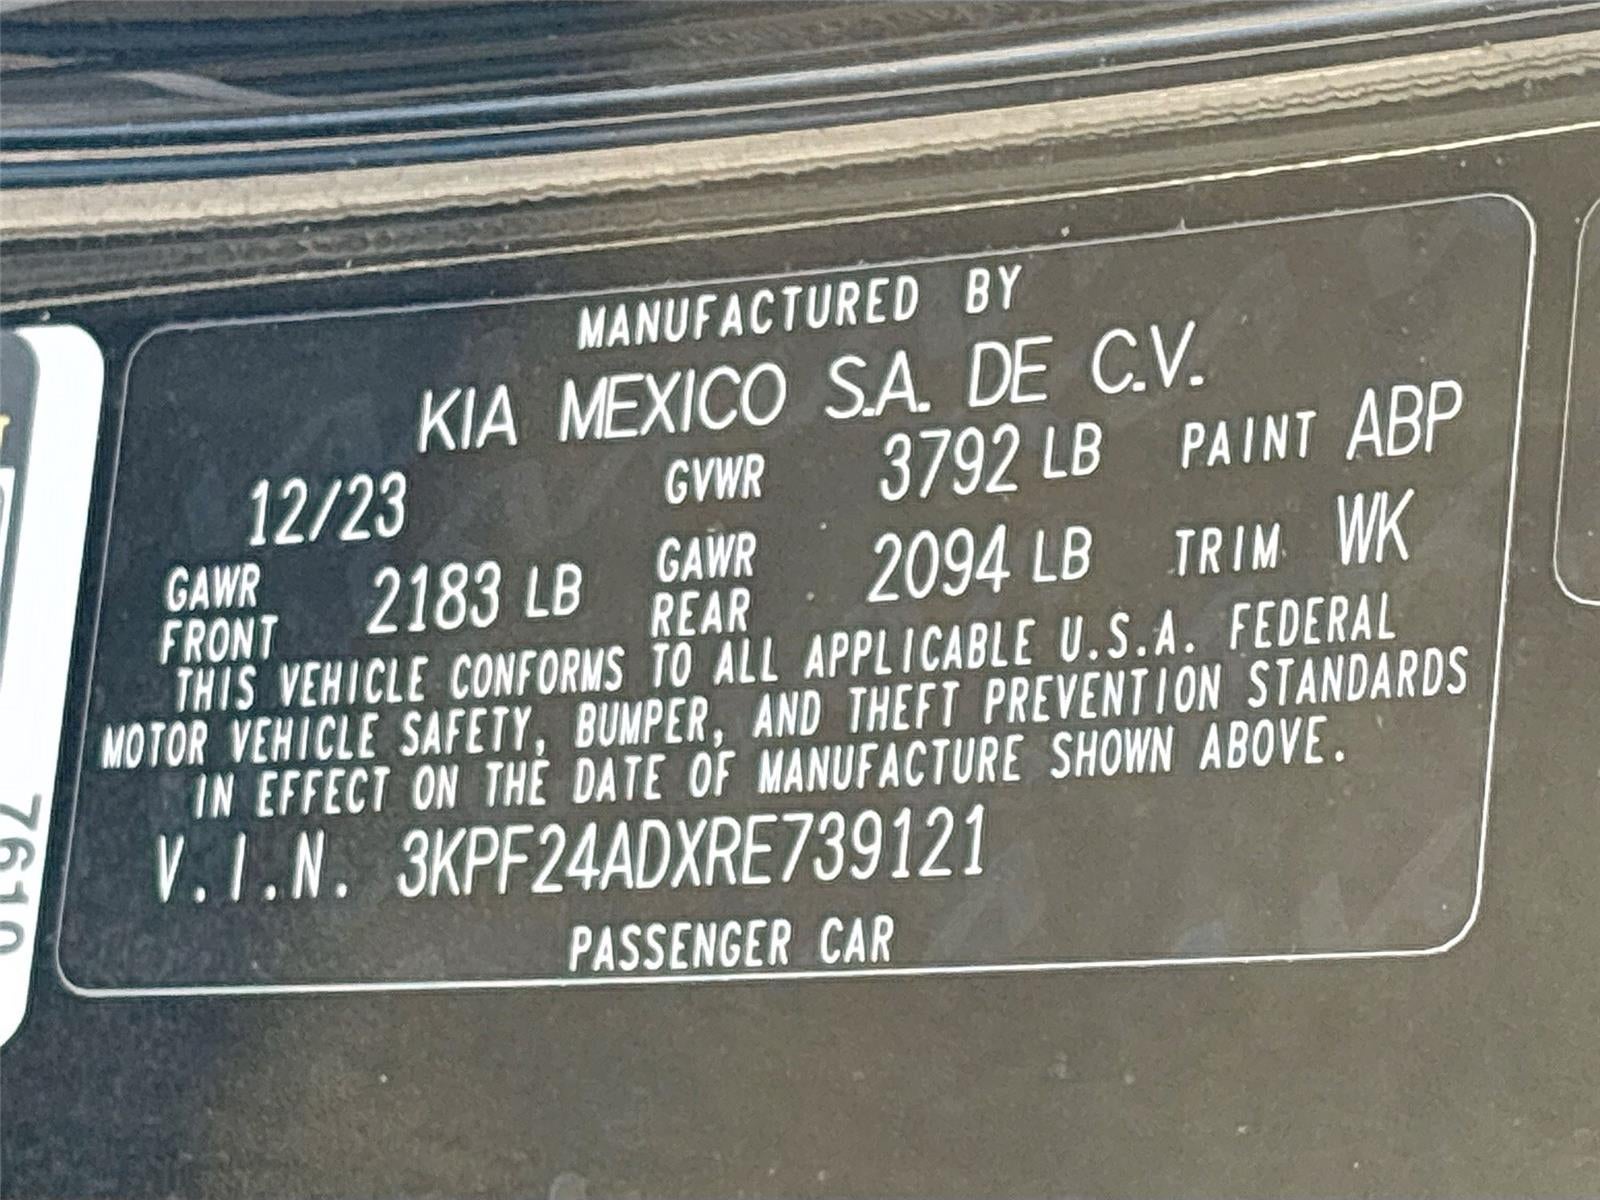 MANUFACTURED BY
KIA MEXICO S.A. DE C.V.
12/23 GVWR 3792 LB PAINT ABP
GAWR FRONT 2183 LB GAWR REAR 2094 LB TRIM WK
THIS VEHICLE CONFORMS TO ALL APPLICABLE U.S.A. FEDERAL
MOTOR VEHICLE SAFETY, BUMPER, AND THEFT PREVENTION STANDARDS
IN EFFECT ON THE DATE OF MANUFACTURE SHOWN ABOVE.
V.I.N. 3KPF24ADXRE739121
PASSENGER CAR